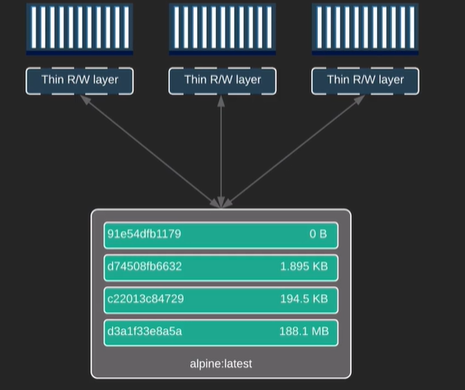 Thin R/W layer Thin R/W layer Thin R/W layer
91e54dfb1179 0 B
d74508fb6632 1.895 KB
c22013c84729 194.5 KB
d3a1f33e8a5a 188.1 MB
alpine:latest